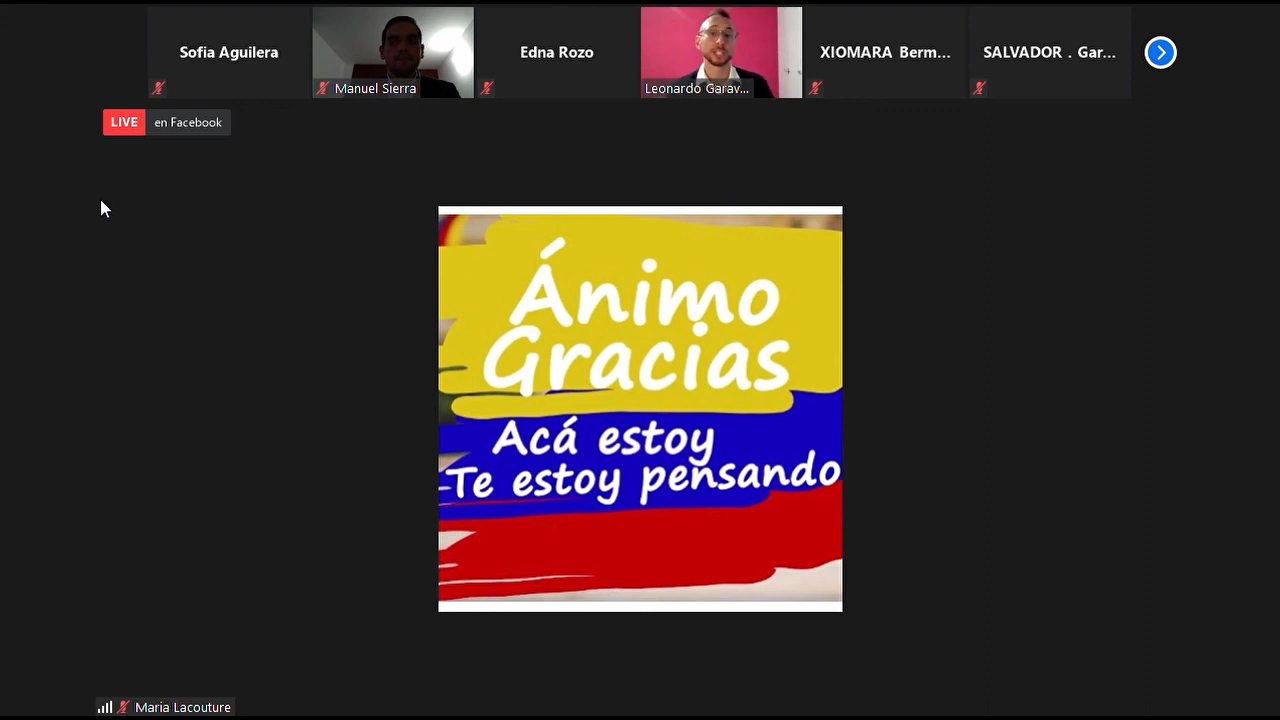 Sofia Aguilera
Manuel Sierra
Edna Rozo
Leonardo Garav...
XIOMARA Berm...
SALVADOR . Gar...
LIVE en Facebook
Ánimo
Gracias
Acá estoy
Te estoy pensando
Maria Lacouture